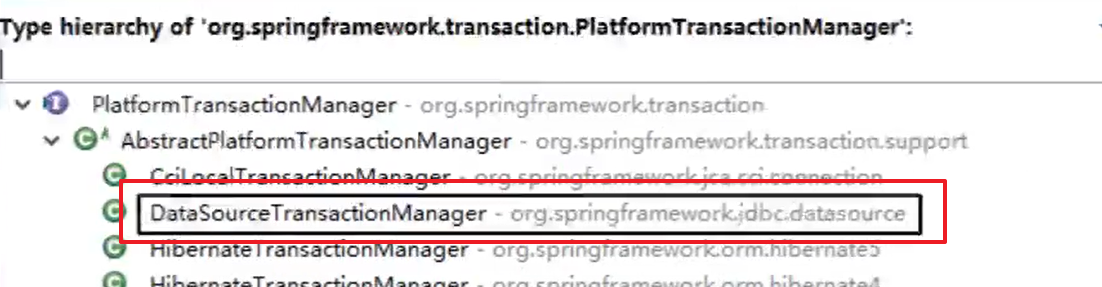 Type hierarchy of 'org.springframework.transaction.PlatformTransactionManager':
PlatformTransactionManager - org.springframework.transaction
AbstractPlatformTransactionManager - org.springframework.transaction.support
CciLocalTransactionManager - org.springframework.jca.cci.connection
DataSourceTransactionManager - org.springframework.jdbc.datasource
HibernateTransactionManager - org.springframework.orm.hibernate5
HibernateTransactionManager - org.springframework.orm.hibernate4